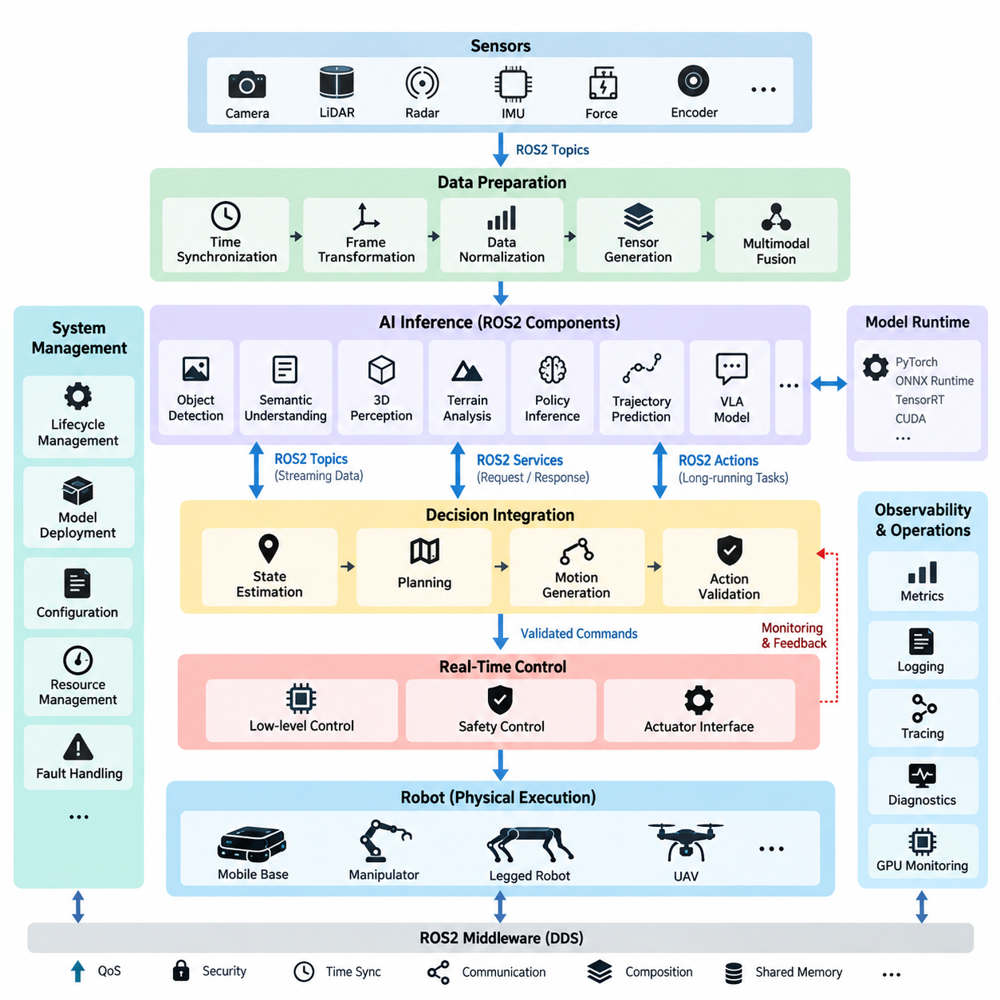 Sensors
Camera
LiDAR
Radar
IMU
Force
Encoder
...
ROS2 Topics
Data Preparation
Time
Synchronization
Frame
Transformation
Data
Normalization
Tensor
Generation
Multimodal
Fusion
System
Management
Lifecycle
Management
Model
Deployment
Configuration
Resource
Management
Fault Handling
...
AI Inference (ROS2 Components)
Object
Detection
Semantic
Understanding
3D
Perception
Terrain
Analysis
Policy
Inference
Trajectory
Prediction
VLA
Model
...
Model Runtime
PyTorch
ONNX Runtime
TensorRT
CUDA
...
ROS2 Topics
(Streaming Data)
ROS2 Services
(Request / Response)
ROS2 Actions
(Long-running Tasks)
Decision Integration
State
Estimation
Planning
Motion
Generation
Action
Validation
Validated Commands
Monitoring
& Feedback
Real-Time Control
Low-level Control
Safety Control
Actuator Interface
Robot (Physical Execution)
Mobile Base
Manipulator
Legged Robot
UAV
...
Observability
& Operations
Metrics
Logging
Tracing
Diagnostics
GPU Monitoring
ROS2 Middleware (DDS)
QoS
Security
Time Sync
Communication
Composition
Shared Memory
...